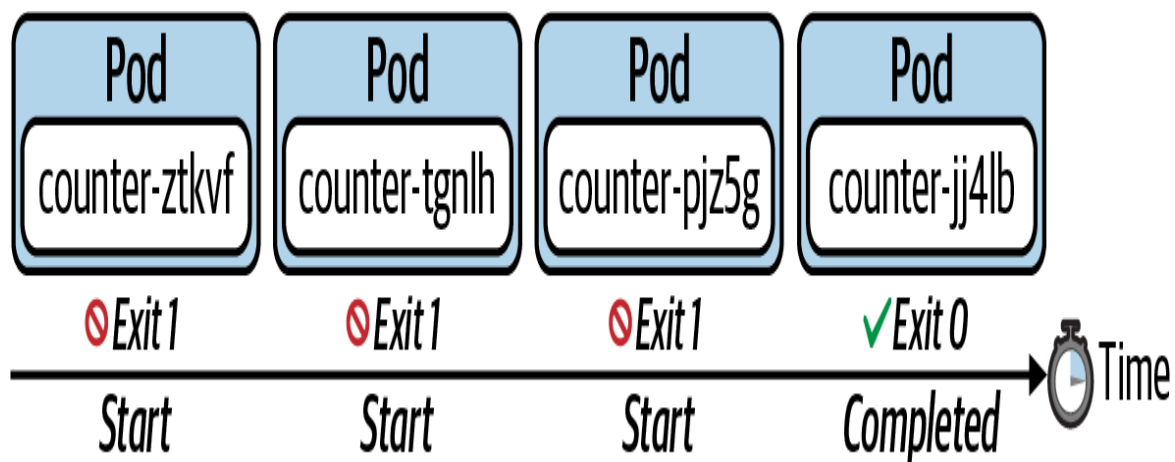 Pod Pod Pod Pod
counter-ztkvf counter-tgnlh counter-pjz5g counter-jj4lb
Exit 1 Exit 1 Exit 1 Exit 0
Time
Start Start Start Completed